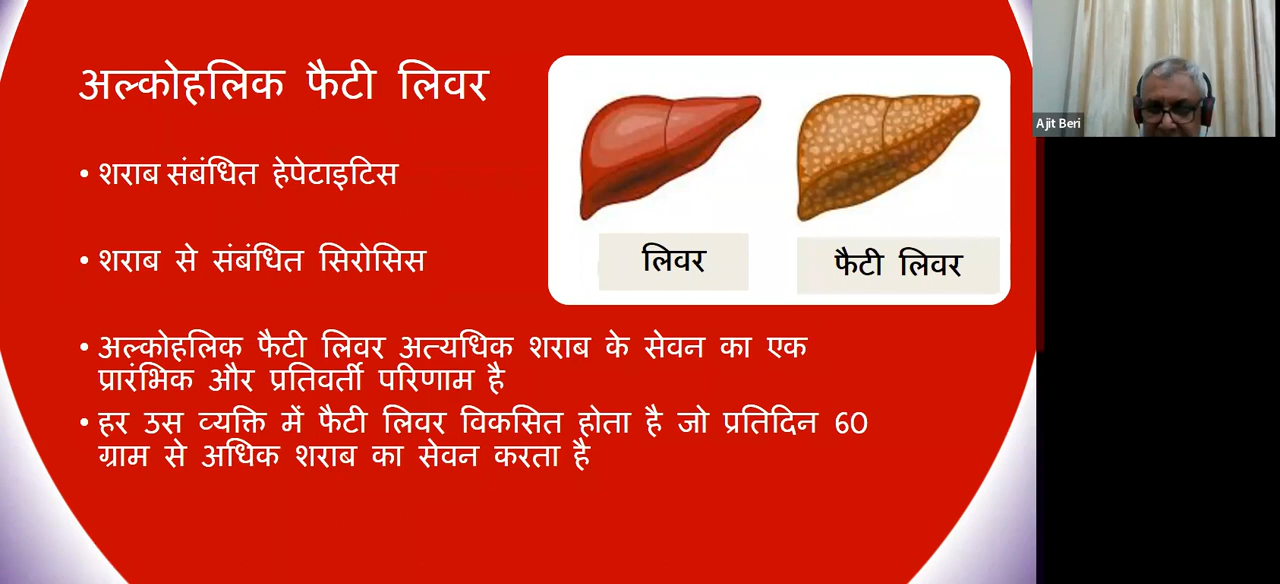 अल्कोहलिक फैटी लिवर
• शराब संबंधित हेपेटाइटिस
• शराब से संबंधित सिरोसिस
लिवर
फैटी लिवर
• अल्कोहलिक फैटी लिवर अत्यधिक शराब के सेवन का एक
प्रारंभिक और प्रतिवर्ती परिणाम है
• हर उस व्यक्ति में फैटी लिवर विकसित होता है जो प्रतिदिन 60
ग्राम से अधिक शराब का सेवन करता है
Ajit Beri